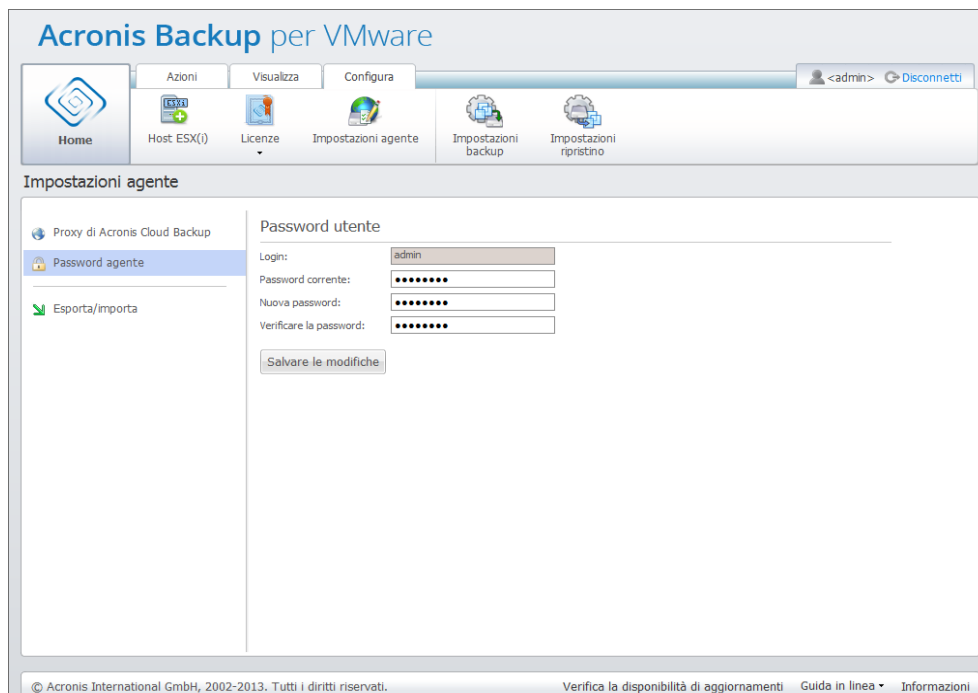 Acronis Backup per VMware
Azioni
Visualizza
Configura
<admin>
Disconnetti
Home
Host ESX(i)
Licenze
Impostazioni agente
Impostazioni
backup
Impostazioni
ripristino
Impostazioni agente
Proxy di Acronis Cloud Backup
Password agente
Esporta/importa
Password utente
Login:
admin
Password corrente:
••••••••
Nuova password:
••••••••
Verificare la password:
••••••••
Salvare le modifiche
© Acronis International GmbH, 2002-2013. Tutti i diritti riservati.
Verifica la disponibilità di aggiornamenti
Guida in linea
Informazioni